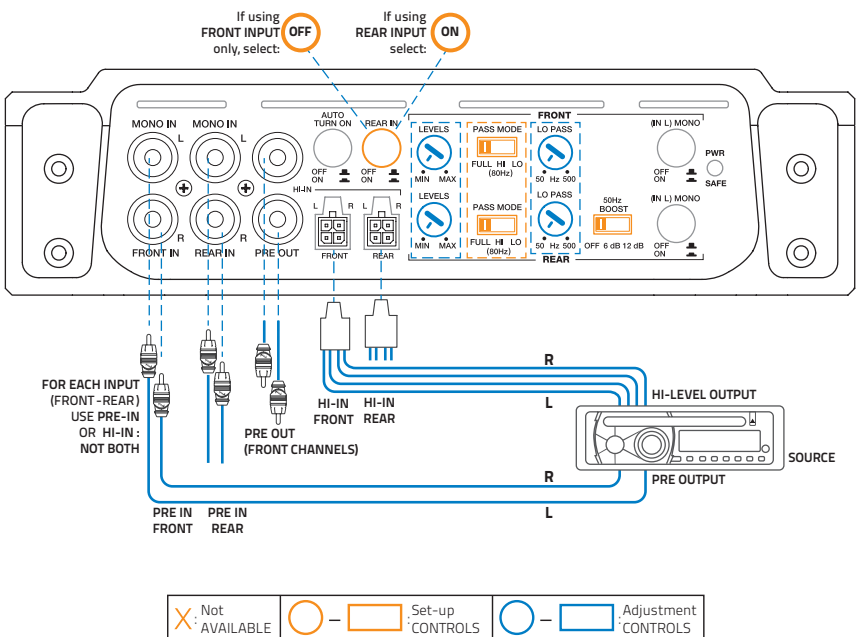 If using
FRONT INPUT
only, select:
OFF
If using
REAR INPUT
select:
ON
MONO IN
MONO IN
L
L
AUTO
TURN ON
REAR IN
OFF
ON
OFF
ON
FRONT
LEVELS
MIN MAX
PASS MODE
FULL HI LO
(80Hz)
LO PASS
50 Hz 500
(IN L) MONO
OFF
ON
PWR
SAFE
HI-IN
L R
L R
FRONT
REAR
LEVELS
MIN MAX
PASS MODE
FULL HI LO
(80Hz)
LO PASS
50 Hz 500
50Hz
BOOST
OFF 6 dB 12 dB
(IN L) MONO
OFF
ON
REAR
R
R
FRONT IN
REAR IN
PRE OUT
FOR EACH INPUT
(FRONT - REAR)
USE PRE-IN
OR HI-IN :
NOT BOTH
PRE OUT
(FRONT CHANNELS)
HI-IN
FRONT
HI-IN
REAR
R
L
HI-LEVEL OUTPUT
SOURCE
PRE OUTPUT
R
L
PRE IN
FRONT
PRE IN
REAR
X : Not
AVAILABLE
– : Set-up
CONTROLS
– : Adjustment
CONTROLS